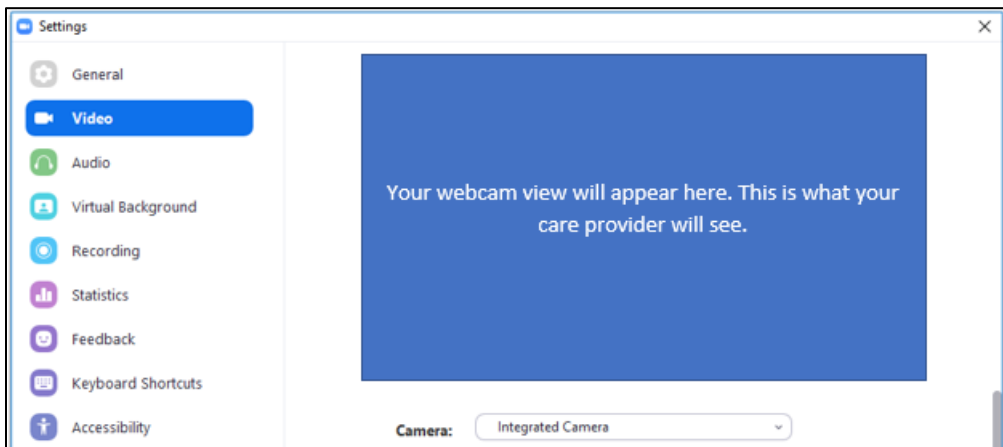 Settings
General
Video
Audio
Virtual Background
Recording
Statistics
Feedback
Keyboard Shortcuts
Accessibility
Your webcam view will appear here. This is what your
care provider will see.
Camera: Integrated Camera